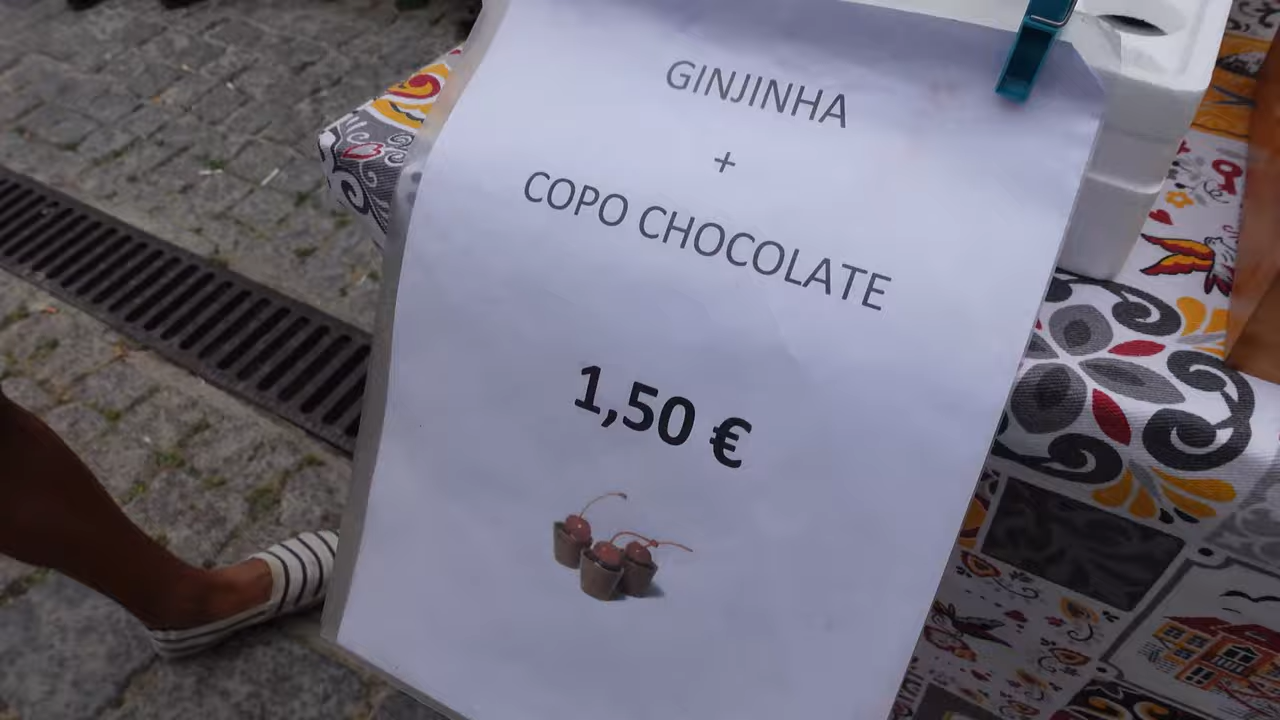 GINJINHA
+
COPO CHOCOLATE
1,50 €